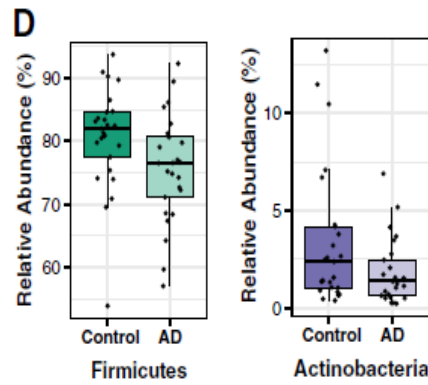 D
Relative Abundance (%)
90
80
70
60
Control AD
Firmicutes
Relative Abundance (%)
10
5
0
Control AD
Actinobacteria